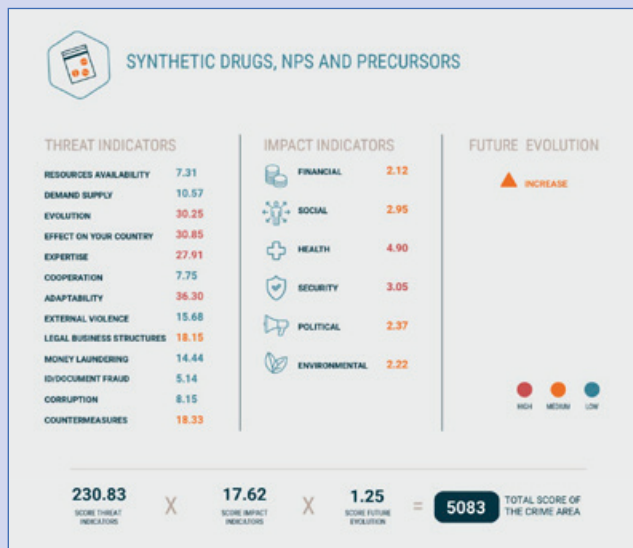 SYNTHETIC DRUGS, NPS AND PRECURSORS
THREAT INDICATORS
RESOURCES AVAILABILITY 7.31
DEMAND SUPPLY 10.57
EVOLUTION 30.25
EFFECT ON YOUR COUNTRY 30.85
EXPERTISE 27.91
COOPERATION 7.75
ADAPTABILITY 36.30
EXTERNAL VIOLENCE 15.68
LEGAL BUSINESS STRUCTURES 18.15
MONEY LAUNDERING 14.44
ID/DOCUMENT FRAUD 5.14
CORRUPTION 8.15
COUNTERMEASURES 18.33
IMPACT INDICATORS
FINANCIAL 2.12
SOCIAL 2.95
HEALTH 4.90
SECURITY 3.05
POLITICAL 2.37
ENVIRONMENTAL 2.22
FUTURE EVOLUTION
INCREASE
HIGH MEDIUM LOW
230.83 X 17.62 X 1.25 = 5083 TOTAL SCORE OF
THE CRIME AREA
SCORE THREAT
INDICATORS
SCORE IMPACT
INDICATORS
SCORE FUTURE
EVOLUTION